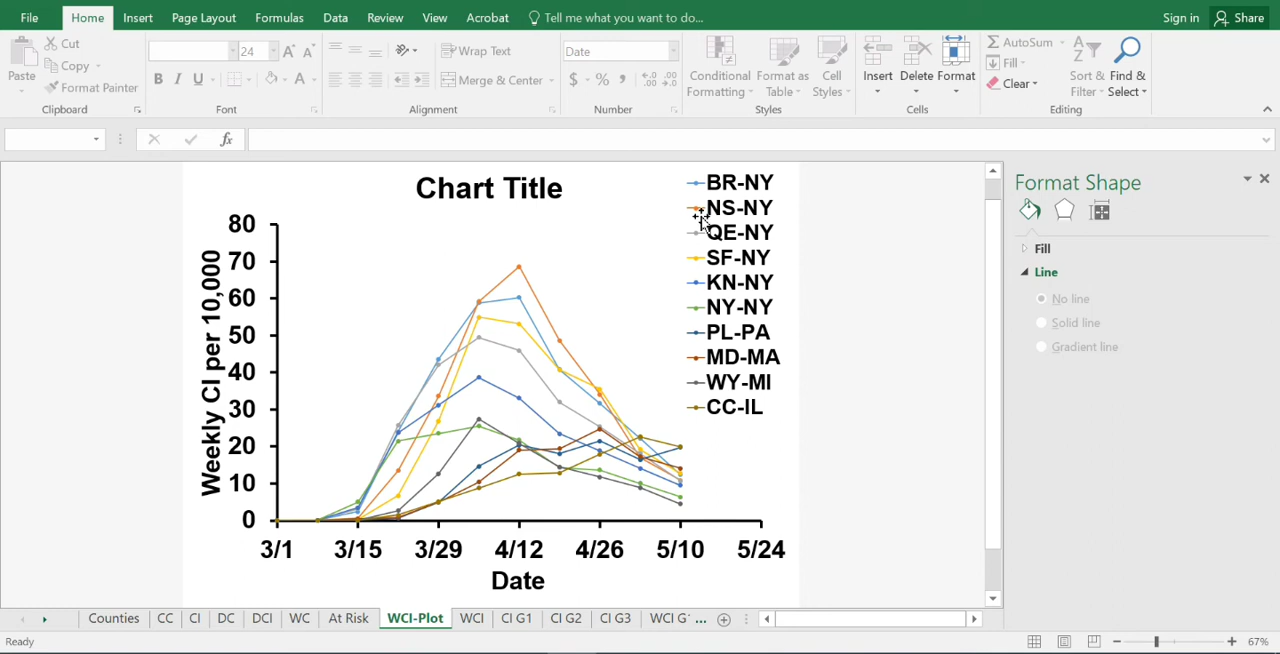 File Home Insert Page Layout Formulas Data Review View Acrobat Tell me what you want to do... Sign in Share
Paste Cut Copy Format Painter
24
B I U A
Wrap Text
Merge & Center
Date
$ % ,
Conditional Formatting Format as Table Cell Styles
Insert Delete Format
AutoSum Fill Clear
Sort & Filter Find & Select
Clipboard Font Alignment Number Styles Cells Editing
fx
Chart Title
Weekly CI per 10,000
80
70
60
50
40
30
20
10
0
3/1 3/15 3/29 4/12 4/26 5/10 5/24
Date
BR-NY
NS-NY
QE-NY
SF-NY
KN-NY
NY-NY
PL-PA
MD-MA
WY-MI
CC-IL
Format Shape
Fill
Line
No line
Solid line
Gradient line
Counties CC CI DC DCI WC At Risk WCI-Plot WCI CI G1 CI G2 CI G3 WCI G1 ...
Ready 67%